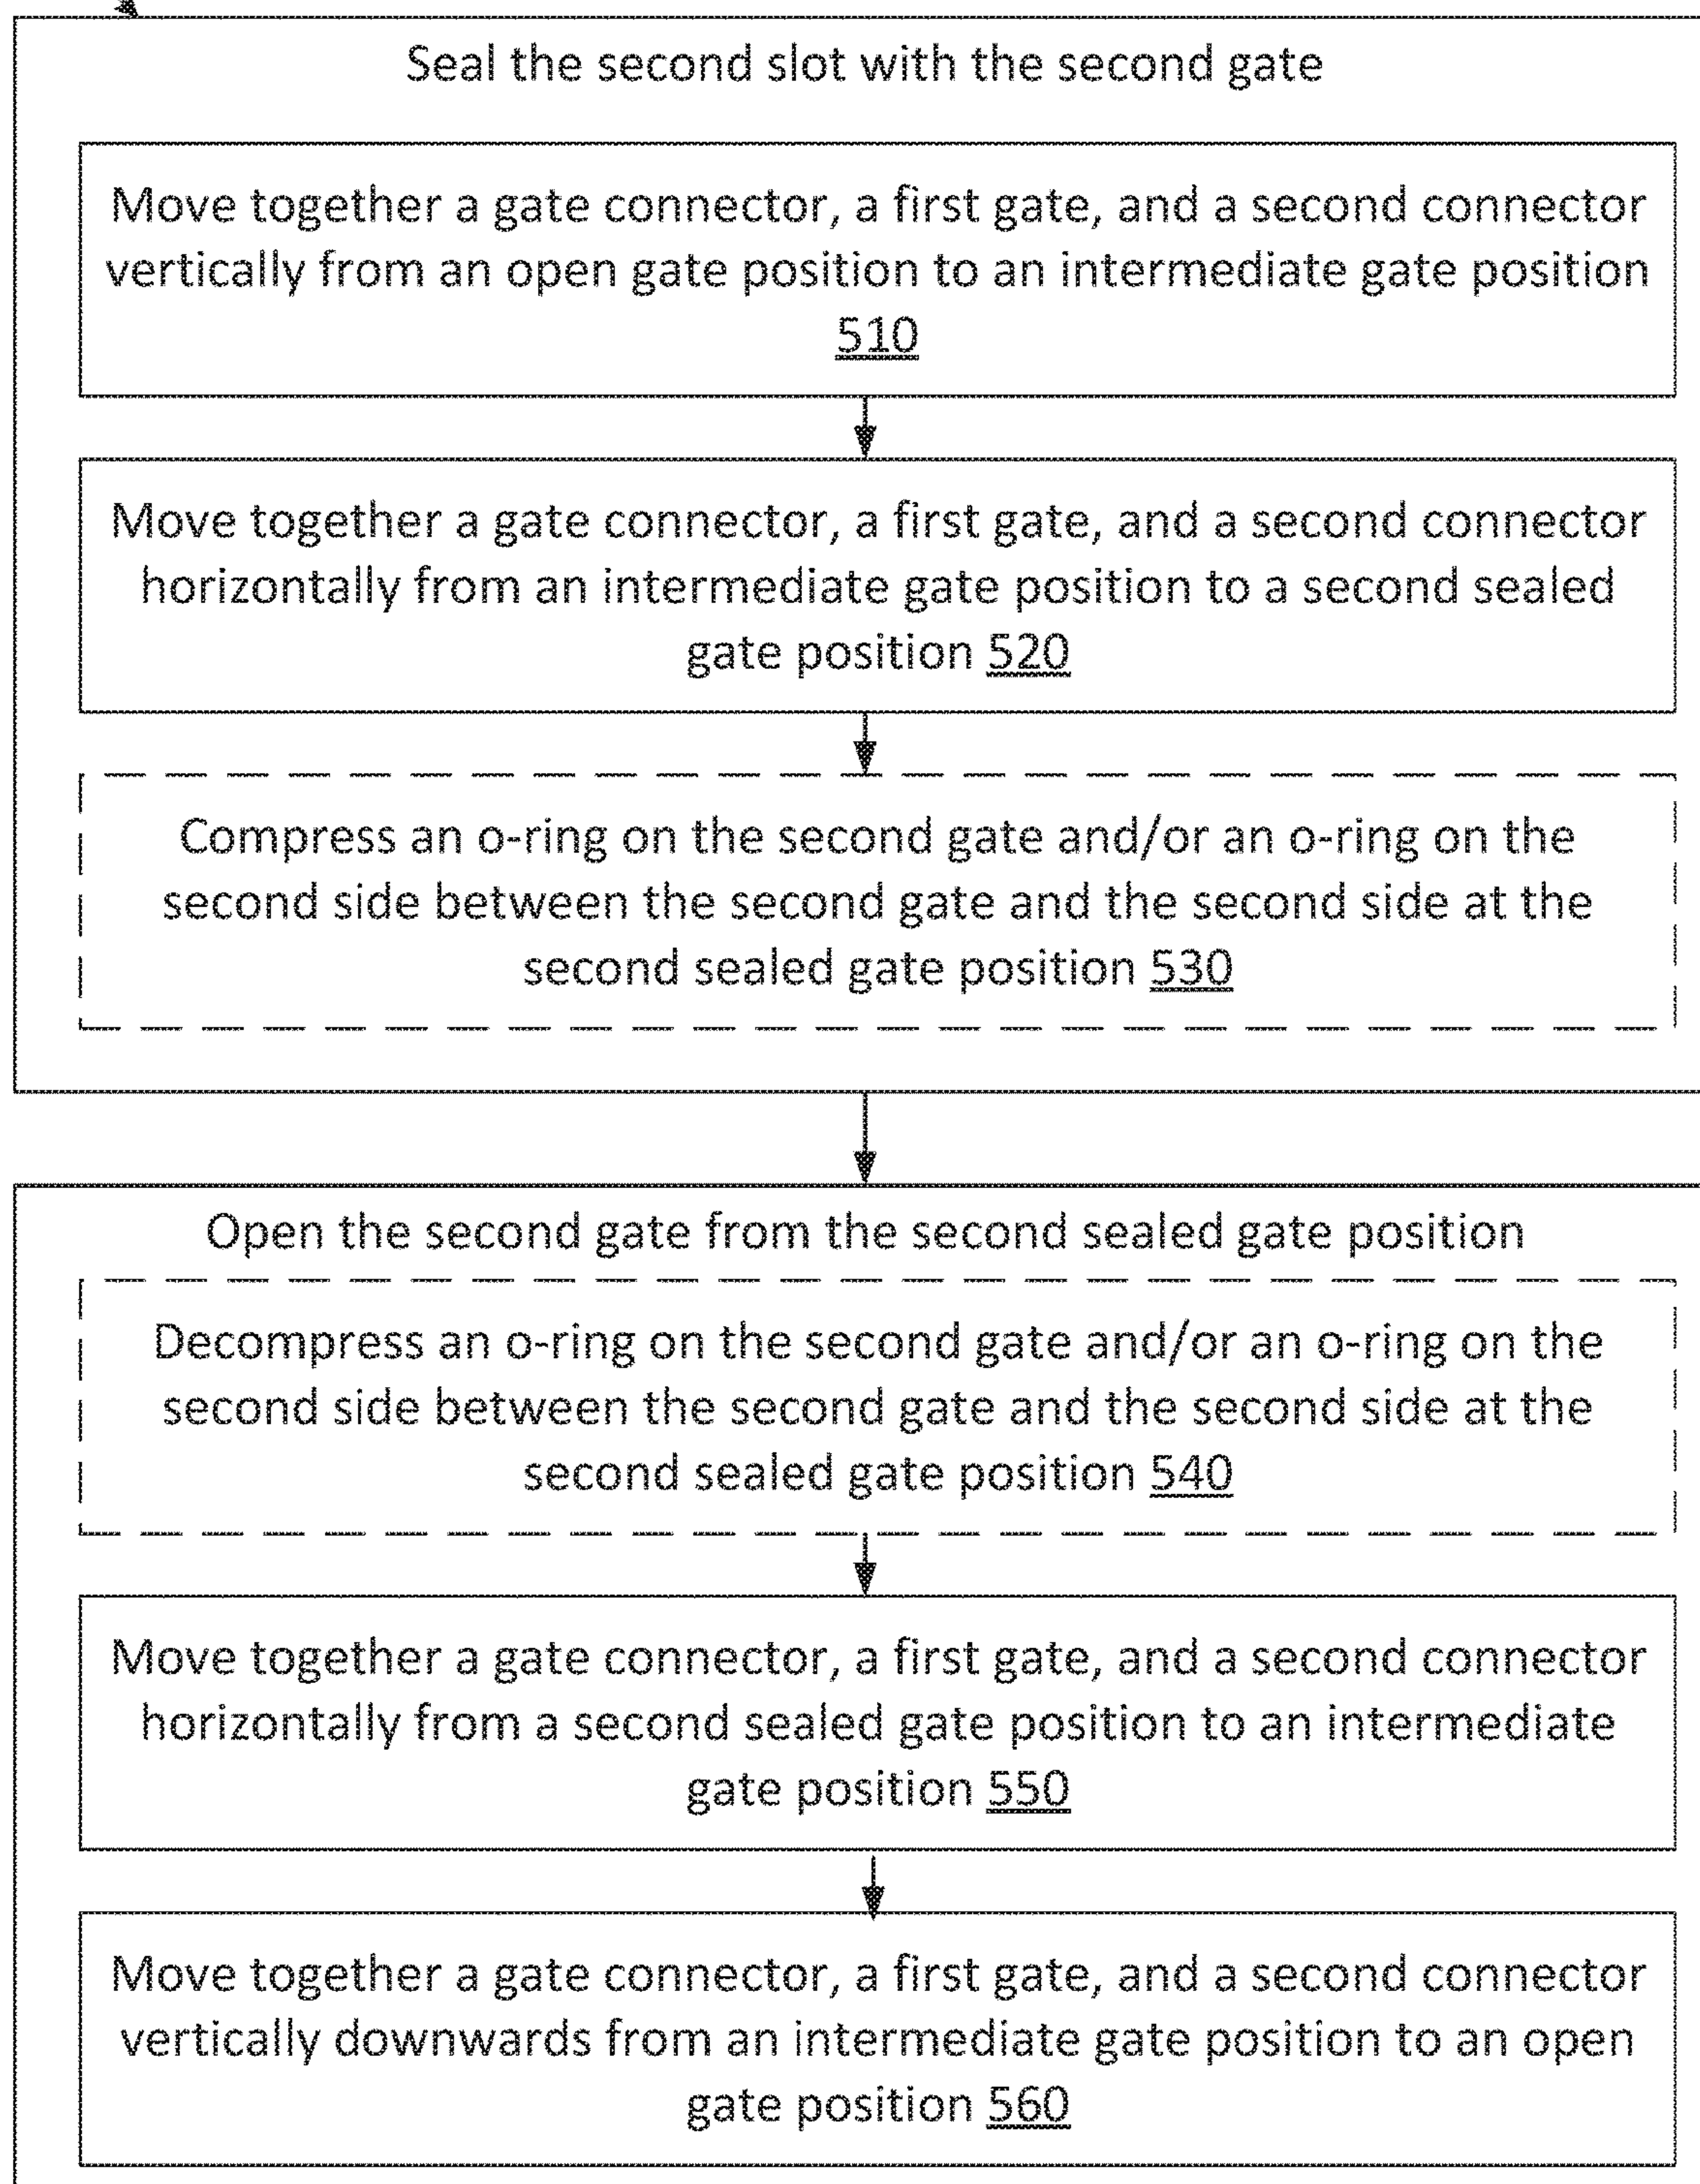 Seal the second slot with the second gate
Move together a gate connector, a first gate, and a second connector
vertically from an open gate position to an intermediate gate position
510
Move together a gate connector, a first gate, and a second connector
horizontally from an intermediate gate position to a second sealed
gate position 520
Compress an o-ring on the second gate and/or an o-ring on the
second side between the second gate and the second side at the
second sealed gate position 530
Open the second gate from the second sealed gate position
Decompress an o-ring on the second gate and/or an o-ring on the
second side between the second gate and the second side at the
second sealed gate position 540
Move together a gate connector, a first gate, and a second connector
horizontally from a second sealed gate position to an intermediate
gate position 550
Move together a gate connector, a first gate, and a second connector
vertically downwards from an intermediate gate position to an open
gate position 560